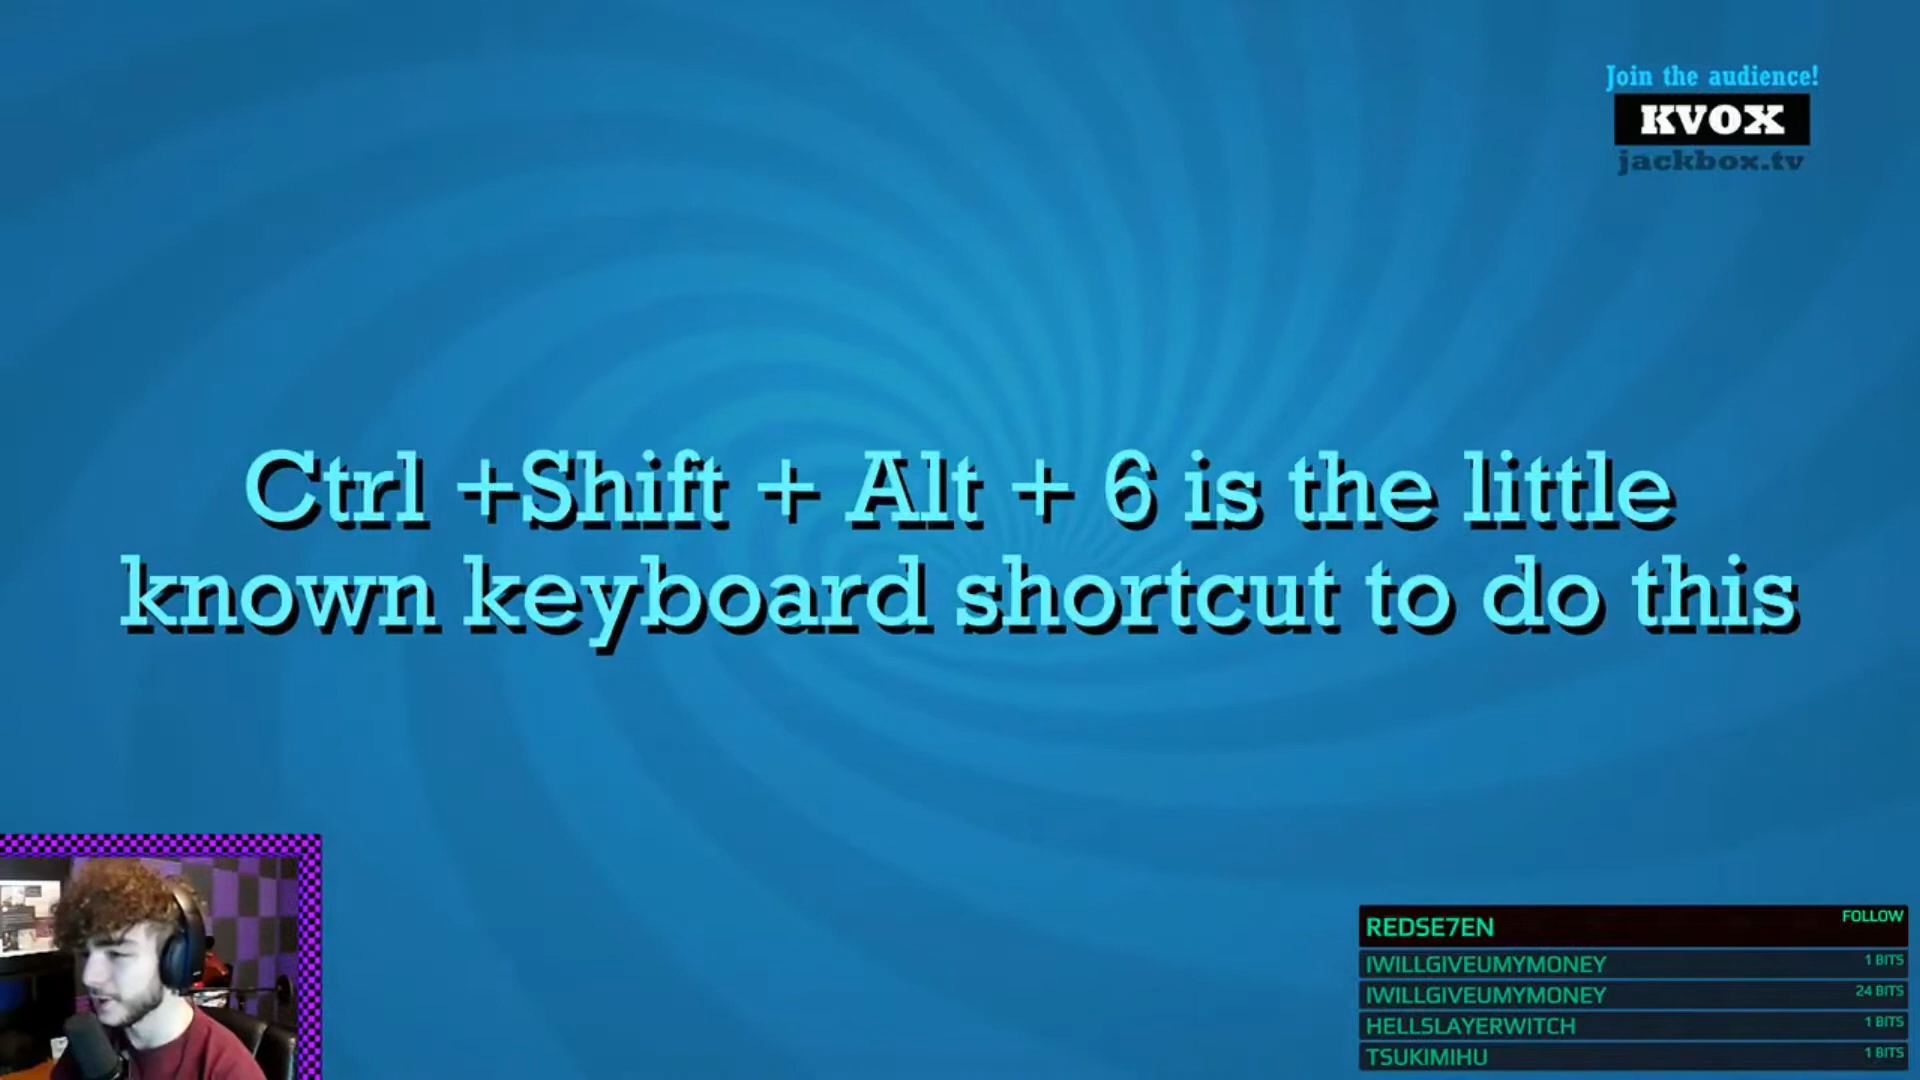 Join the audience!
KVOX
jackbox.tv
Ctrl +Shift + Alt + 6 is the little
known keyboard shortcut to do this
REDSE7EN FOLLOW
IWILLGIVEUMYMONEY 1 BITS
IWILLGIVEUMYMONEY 24 BITS
HELLSLAYERWITCH 1 BITS
TSUKIMIHU 1 BITS